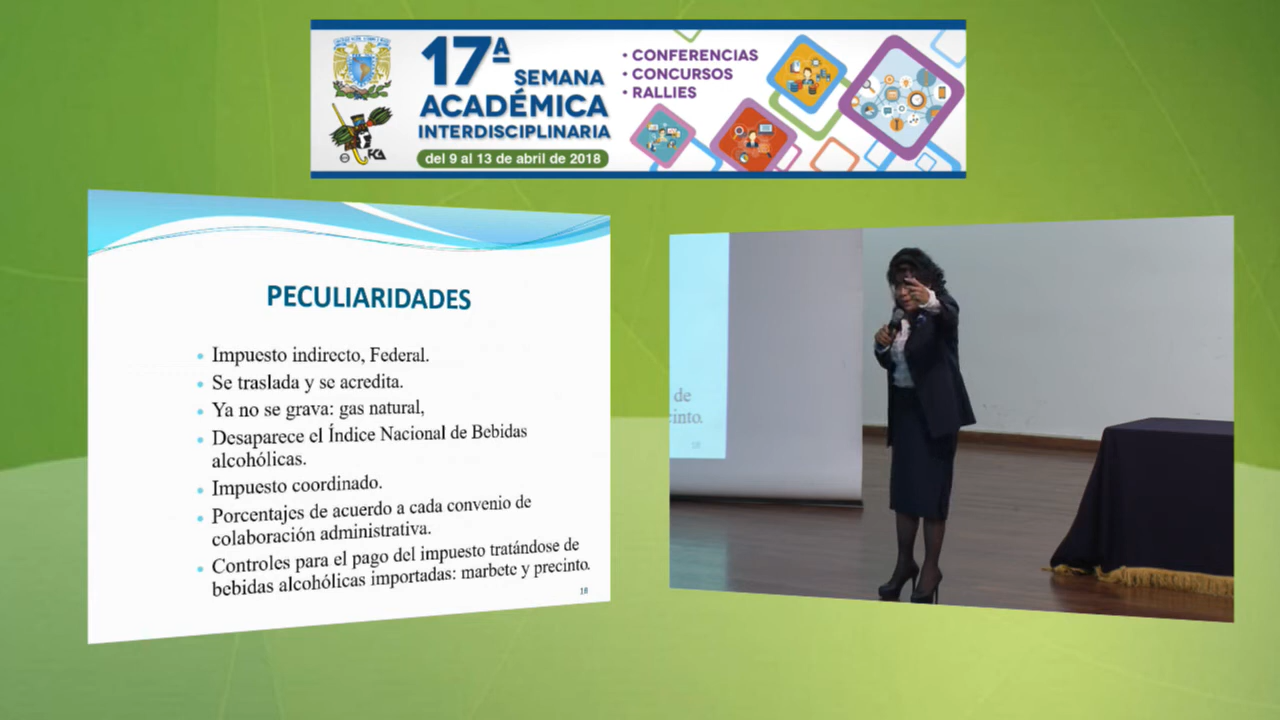 17ª
SEMANA
ACADÉMICA
INTERDISCIPLINARIA
del 9 al 13 de abril de 2018
• CONFERENCIAS
• CONCURSOS
• RALLIES
FCA
PECULIARIDADES
• Impuesto indirecto, Federal.
• Se traslada y se acredita.
• Ya no se grava: gas natural,
• Desaparece el Índice Nacional de Bebidas
alcohólicas.
• Impuesto coordinado.
• Porcentajes de acuerdo a cada convenio de
colaboración administrativa.
• Controles para el pago del impuesto tratándose de
bebidas alcohólicas importadas: marbete y precinto.
18
de
cinto.
18